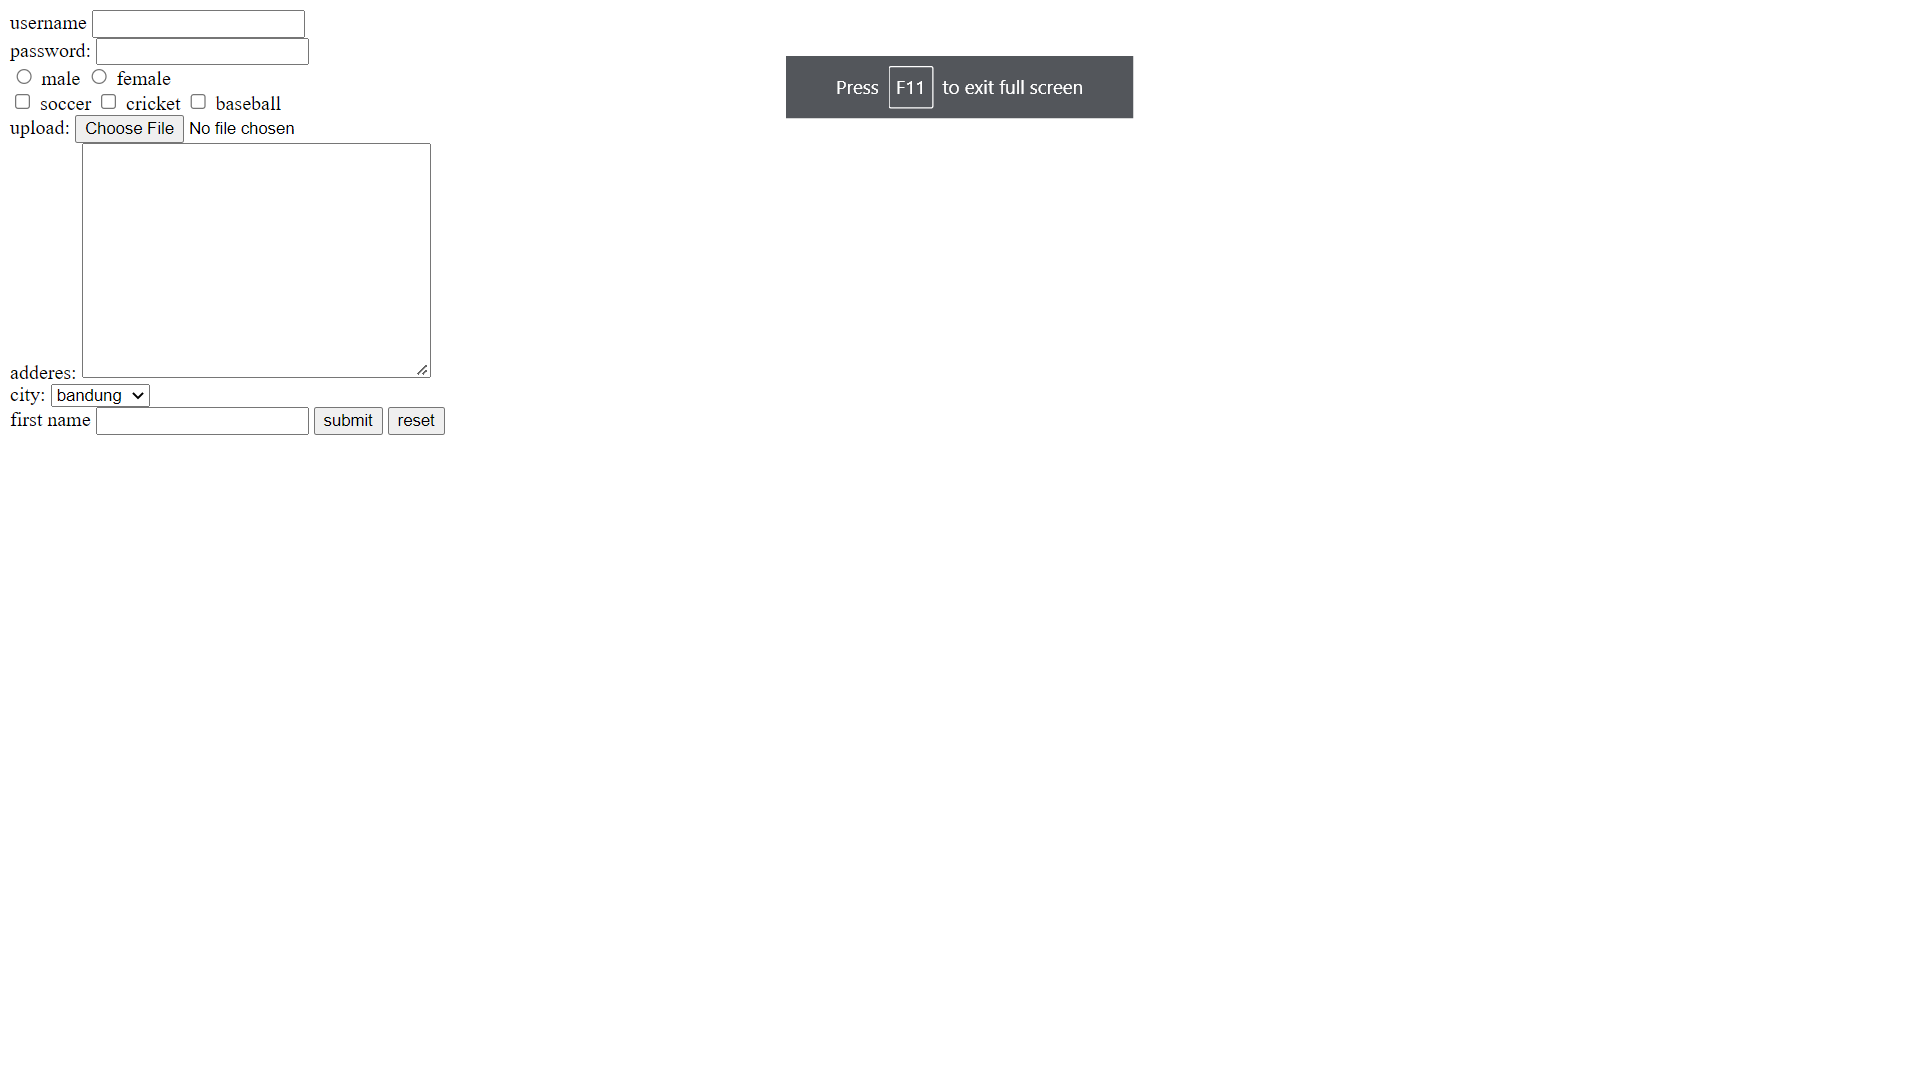 username
password:
male female
soccer cricket baseball
upload: Choose File No file chosen
adderes:
city: bandung
first name submit reset
Press F11 to exit full screen